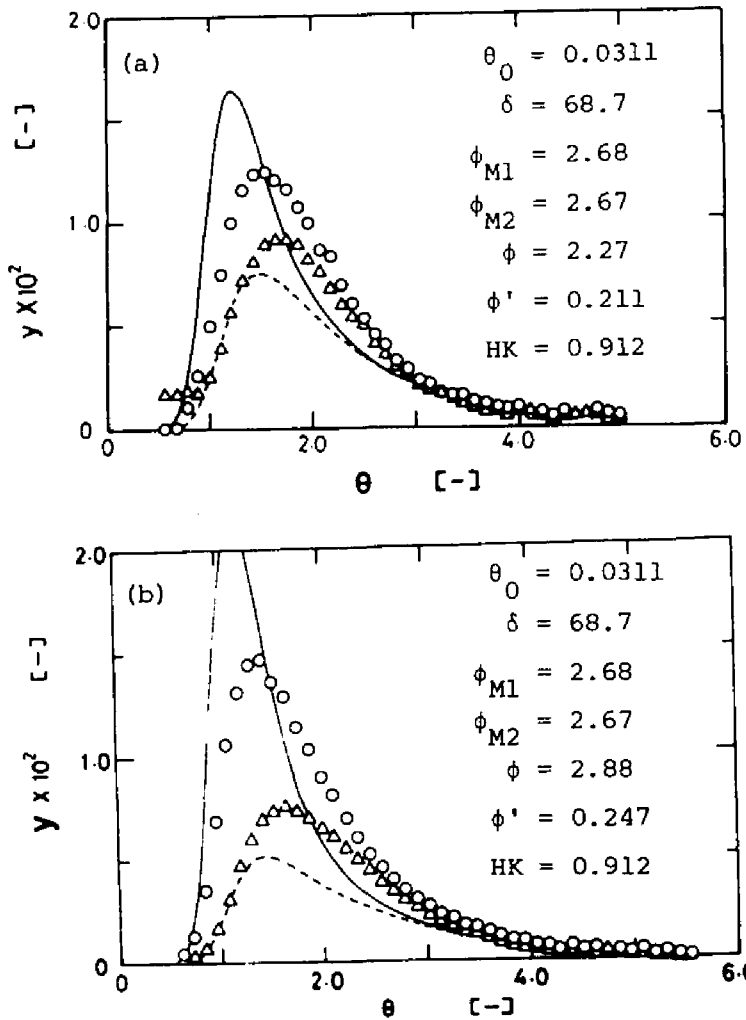 (a)
2.0
1.0
0
y X 10² [-]
θ₀ = 0.0311
δ = 68.7
φM1 = 2.68
φM2 = 2.67
φ = 2.27
φ' = 0.211
HK = 0.912
0 2.0 4.0 6.0
θ [-]
(b)
2.0
1.0
0
y X 10² [-]
θ₀ = 0.0311
δ = 68.7
φM1 = 2.68
φM2 = 2.67
φ = 2.88
φ' = 0.247
HK = 0.912
0 2.0 4.0 6.0
θ [-]